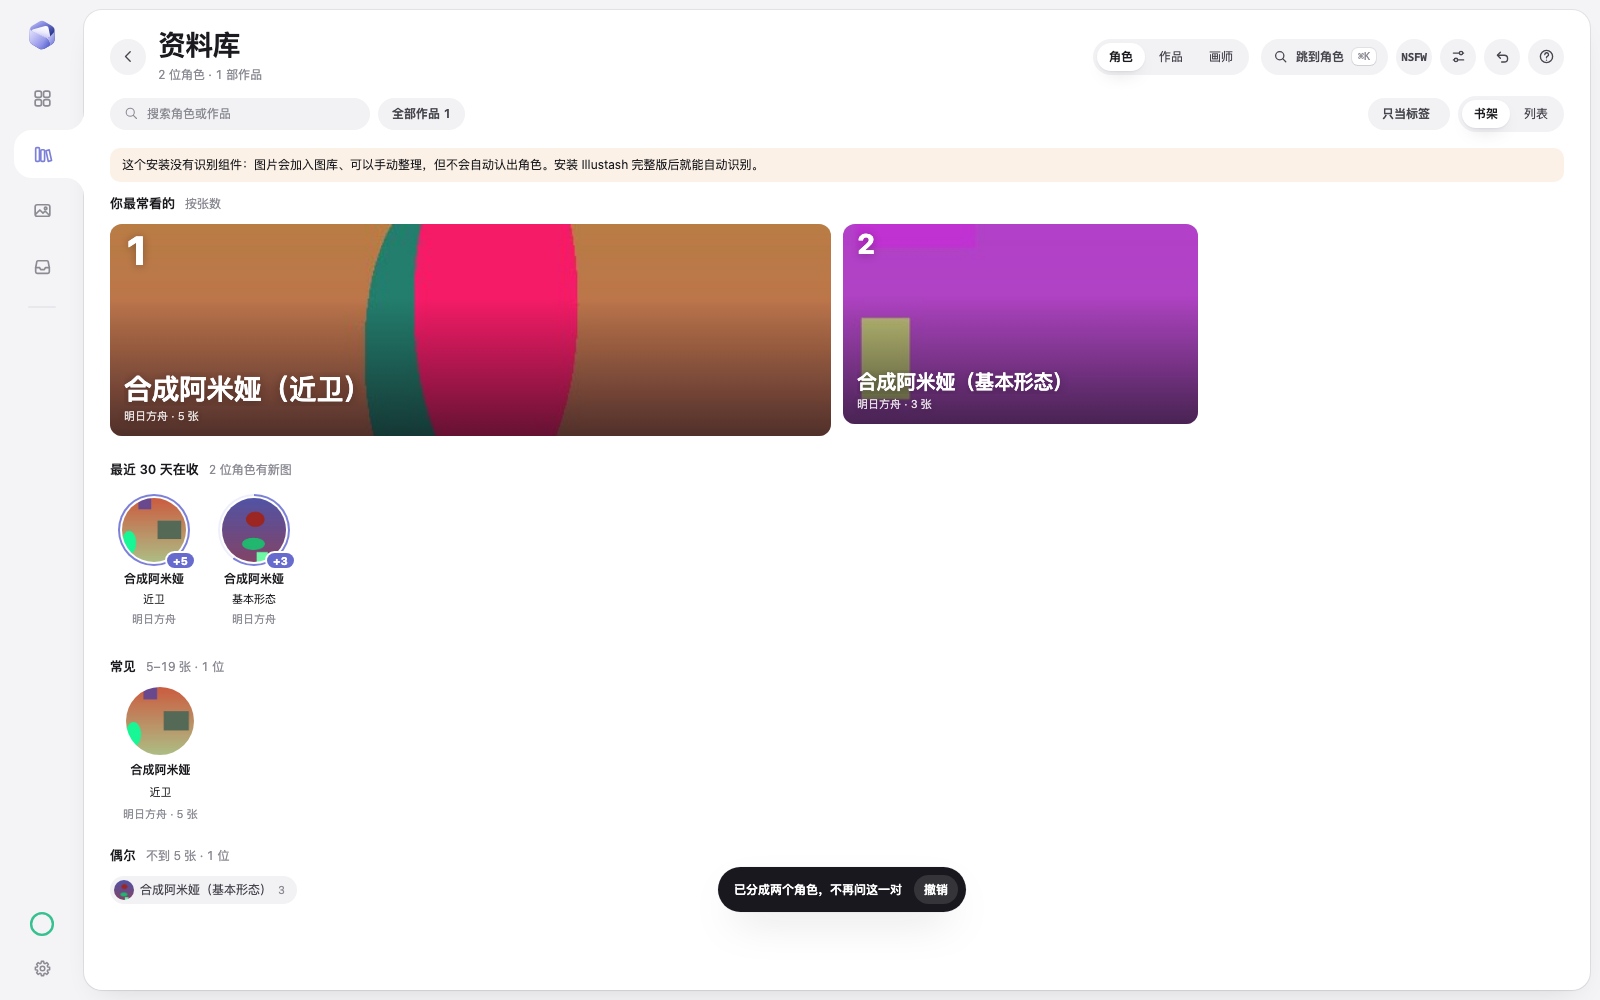 资料库
2 位角色 · 1 部作品
角色
作品
画师
跳到角色 ⌘K
NSFW
搜索角色或作品
全部作品 1
只当标签
书架
列表
这个安装没有识别组件：图片会加入图库、可以手动整理，但不会自动认出角色。安装 Illustash 完整版后就能自动识别。
你最常看的 按张数
1
合成阿米娅（近卫）
明日方舟 · 5 张
2
合成阿米娅（基本形态）
明日方舟 · 3 张
最近 30 天在收 2 位角色有新图
+5
合成阿米娅
近卫
明日方舟
+3
合成阿米娅
基本形态
明日方舟
常见 5–19 张 · 1 位
合成阿米娅
近卫
明日方舟 · 5 张
偶尔 不到 5 张 · 1 位
合成阿米娅（基本形态） 3
已分成两个角色，不再问这一对 撤销